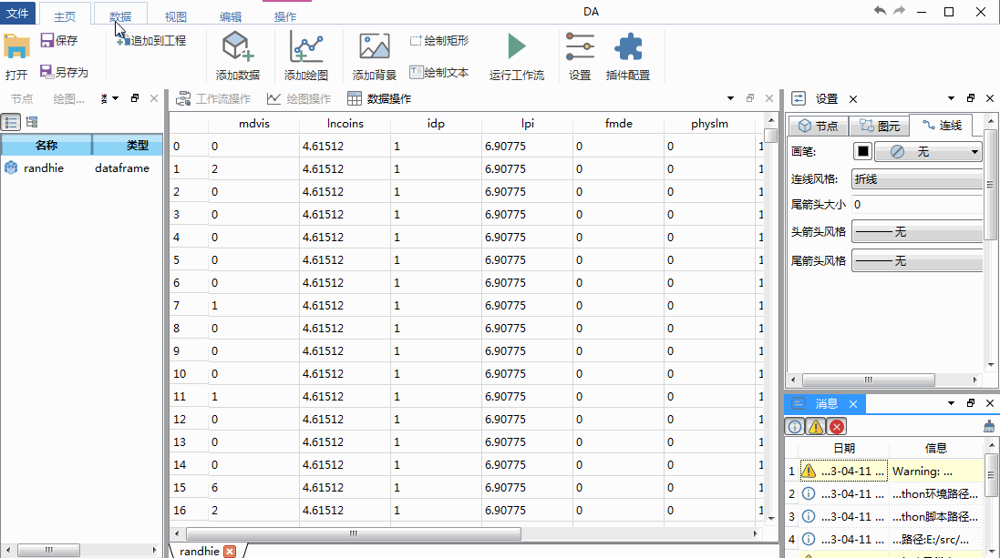 文件 主页 数据 视图 编辑 操作 DA
打开 保存 另存为 追加到工程 添加数据 添加绘图 添加背景 绘制矩形 绘制文本 运行工作流 设置 插件配置
节点 绘图... 工作流操作 绘图操作 数据操作
名称 类型
randhie dataframe
mdvis lncoins idp lpi fmde physlm
0 0 4.61512 1 6.90775 0 0 1
1 2 4.61512 1 6.90775 0 0 1
2 0 4.61512 1 6.90775 0 0 1
3 0 4.61512 1 6.90775 0 0 1
4 0 4.61512 1 6.90775 0 0 1
5 0 4.61512 1 6.90775 0 0 1
6 0 4.61512 1 6.90775 0 0 1
7 1 4.61512 1 6.90775 0 0 1
8 0 4.61512 1 6.90775 0 0 1
9 0 4.61512 1 6.90775 0 0 1
10 0 4.61512 1 6.90775 0 0 1
11 1 4.61512 1 6.90775 0 0 1
12 0 4.61512 1 6.90775 0 0 1
13 0 4.61512 1 6.90775 0 0 1
14 0 4.61512 1 6.90775 0 0 1
15 6 4.61512 1 6.90775 0 0 1
16 2 4.61512 1 6.90775 0 0 1
randhie
设置
节点 图元 连线
画笔: 无
连线风格: 折线
尾箭头大小 0
头箭头风格 无
尾箭头风格 无
消息
日期 信息
1 ...3-04-11 ... Warning: ...
2 ...3-04-11 ... ...thon环境路径...
3 ...3-04-11 ... ...thon脚本路径...
4 ...3-04-11 ... ...路径:E:/src/...